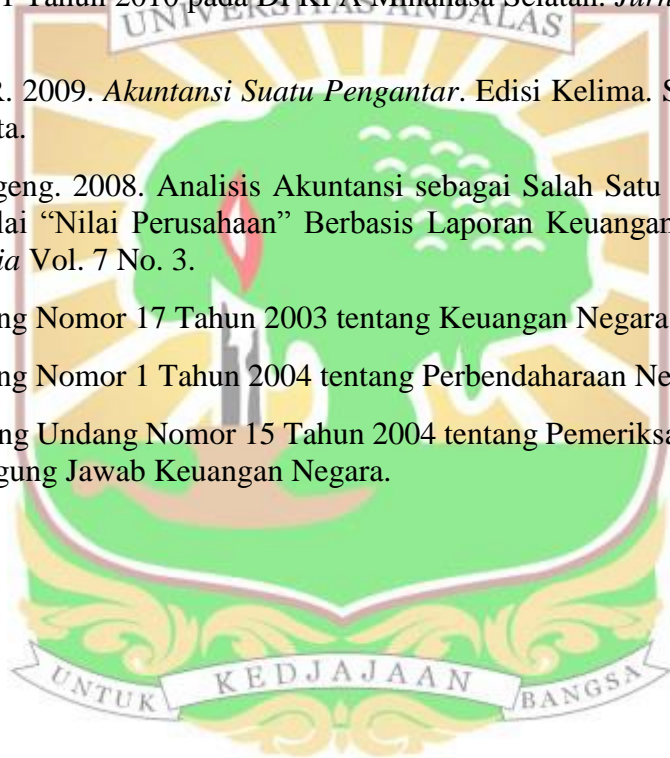 1 Tahun 2010 pada DPKPA Minahasa Selatan. Jurn
UNIVERSITAS ANDALAS
R. 2009. Akuntansi Suatu Pengantar. Edisi Kelima. S
ta.
geng. 2008. Analisis Akuntansi sebagai Salah Satu
lai “Nilai Perusahaan” Berbasis Laporan Keuangan
ia Vol. 7 No. 3.
ng Nomor 17 Tahun 2003 tentang Keuangan Negara
ng Nomor 1 Tahun 2004 tentang Perbendaharaan Ne
ng Undang Nomor 15 Tahun 2004 tentang Pemeriksa
gung Jawab Keuangan Negara.
UNTUK KEDJAJAAN BANGSA